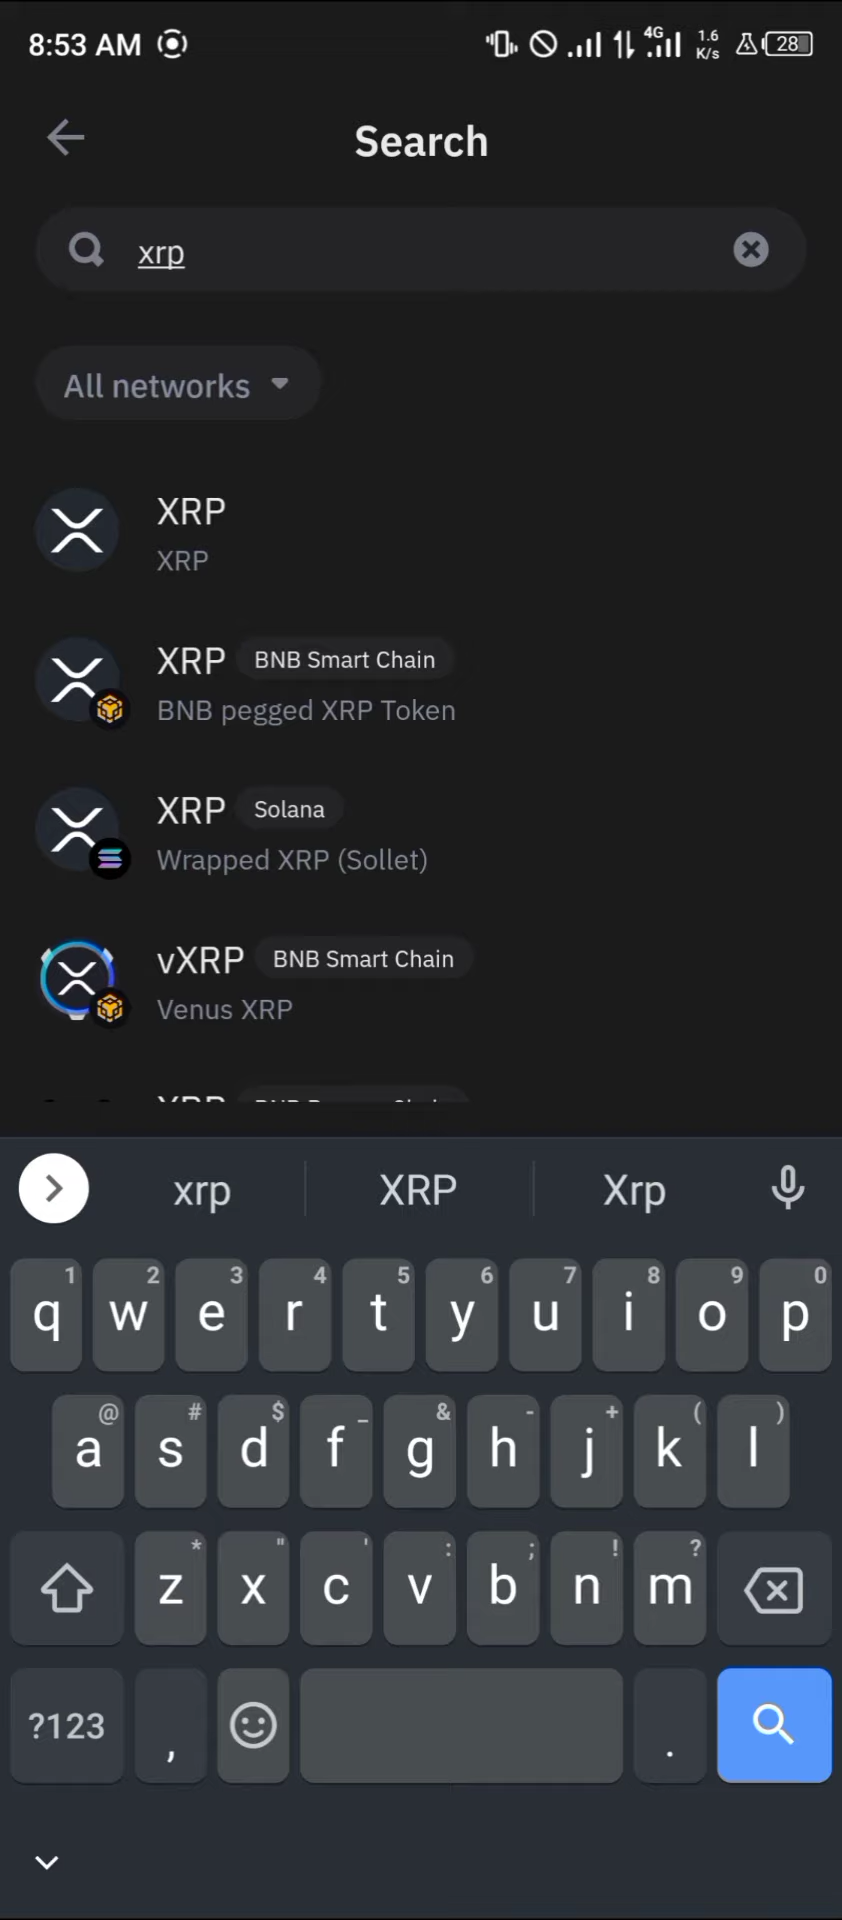 8:53 AM 4G 1.6 K/s 28
Search
xrp
All networks
XRP
XRP
XRP BNB Smart Chain
BNB pegged XRP Token
XRP Solana
Wrapped XRP (Sollet)
vXRP BNB Smart Chain
Venus XRP
xrp XRP Xrp
1 2 3 4 5 6 7 8 9 0
q w e r t y u i o p
@ # $ _ & - + ( )
a s d f g h j k l
* " ' : ; ! ?
z x c v b n m
?123 , .